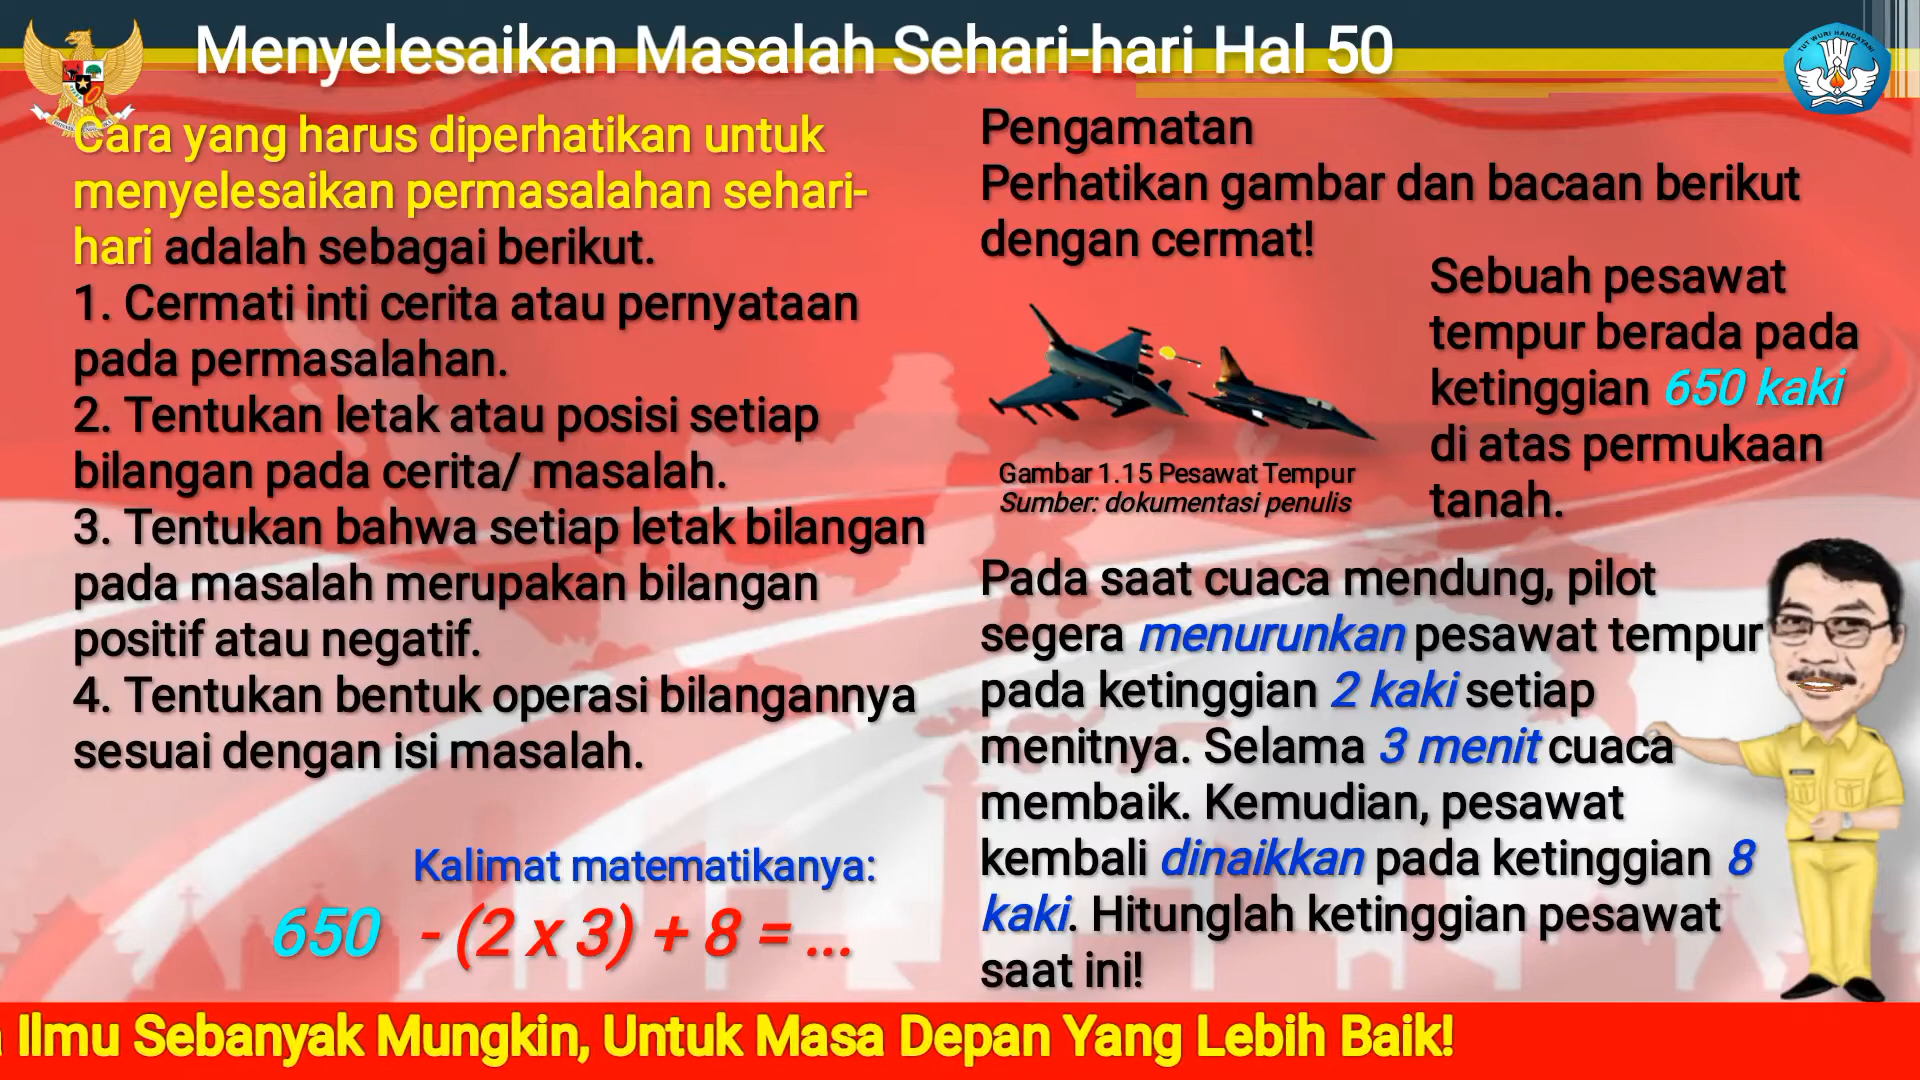 Menyelesaikan Masalah Sehari-hari Hal 50
TUT WURI HANDAYANI
Cara yang harus diperhatikan untuk
menyelesaikan permasalahan sehari-
hari adalah sebagai berikut.
1. Cermati inti cerita atau pernyataan
pada permasalahan.
2. Tentukan letak atau posisi setiap
bilangan pada cerita/ masalah.
3. Tentukan bahwa setiap letak bilangan
pada masalah merupakan bilangan
positif atau negatif.
4. Tentukan bentuk operasi bilangannya
sesuai dengan isi masalah.
Kalimat matematikanya:
650 - (2 x 3) + 8 = ...
Pengamatan
Perhatikan gambar dan bacaan berikut
dengan cermat!
Gambar 1.15 Pesawat Tempur
Sumber: dokumentasi penulis
Sebuah pesawat
tempur berada pada
ketinggian 650 kaki
di atas permukaan
tanah.
Pada saat cuaca mendung, pilot
segera menurunkan pesawat tempur
pada ketinggian 2 kaki setiap
menitnya. Selama 3 menit cuaca
membaik. Kemudian, pesawat
kembali dinaikkan pada ketinggian 8
kaki. Hitunglah ketinggian pesawat
saat ini!
Ilmu Sebanyak Mungkin, Untuk Masa Depan Yang Lebih Baik!